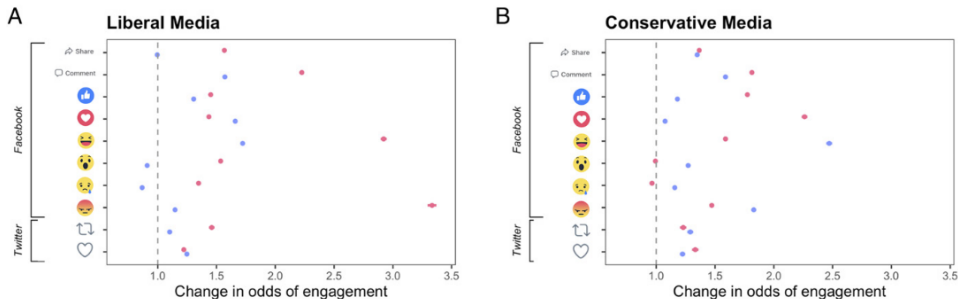 A
Liberal Media
Facebook
Share
Comment
Twitter
1.0 1.5 2.0 2.5 3.0 3.5
Change in odds of engagement
B
Conservative Media
Facebook
Share
Comment
Twitter
1.0 1.5 2.0 2.5 3.0 3.5
Change in odds of engagement